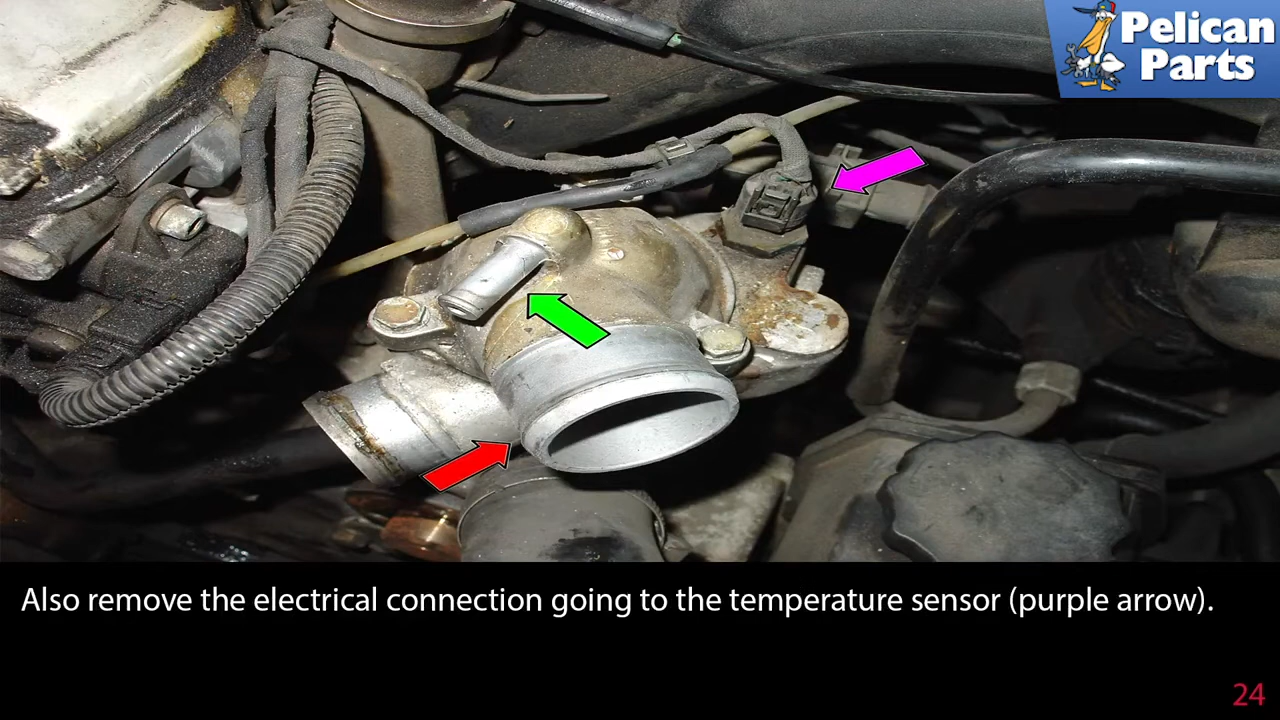 Pelican
Parts
Also remove the electrical connection going to the temperature sensor (purple arrow).
24